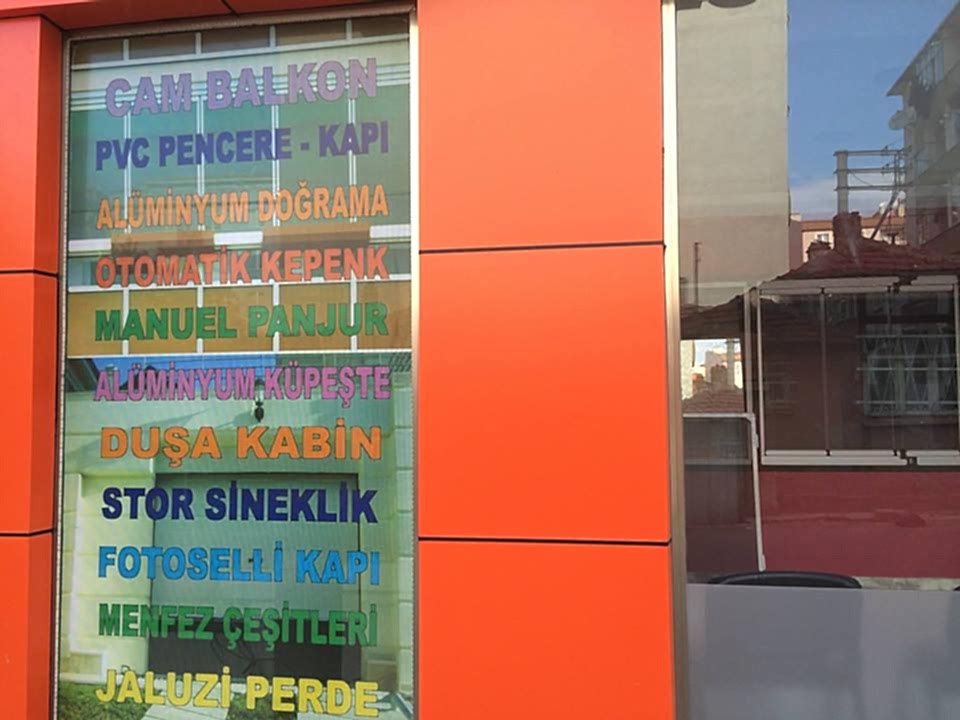 CAM BALKON
PVC PENCERE - KAPI
ALÜMİNYUM DOĞRAMA
OTOMATİK KEPENK
MANUEL PANJUR
ALÜMİNYUM KÜPEŞTE
DUŞA KABİN
STOR SİNEKLİK
FOTOSELLİ KAPI
MENFEZ ÇEŞİTLERİ
JALUZİ PERDE